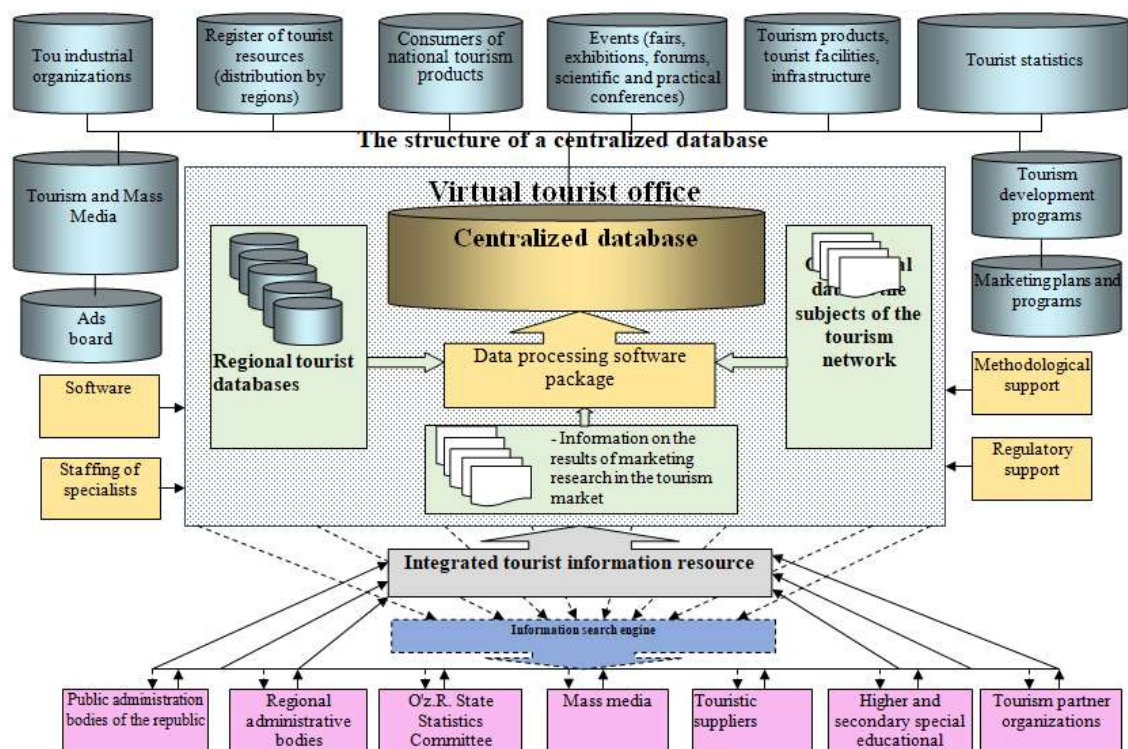 Tou industrial
organizations
Register of tourist
resources
(distribution by
regions)
Consumers of
national tourism
products
Events (fairs,
exhibitions, forums,
scientific and practical
conferences)
Tourism products,
tourist facilities,
infrastructure
Tourist statistics
The structure of a centralized database
Tourism and Mass
Media
Ads
board
Tourism
development
programs
Marketing plans and
programs
Virtual tourist office
Centralized database
Regional tourist
databases
Data processing software
package
the
subjects of the
tourism
network
- Information on the
results of marketing
research in the tourism
market
Software
Staffing of
specialists
Methodological
support
Regulatory
support
Integrated tourist information resource
Information search engine
Public administration
bodies of the republic
Regional
administrative
bodies
O'z.R. State
Statistics
Committee
Mass media
Touristic
suppliers
Higher and
secondary special
educational
Tourism partner
organizations